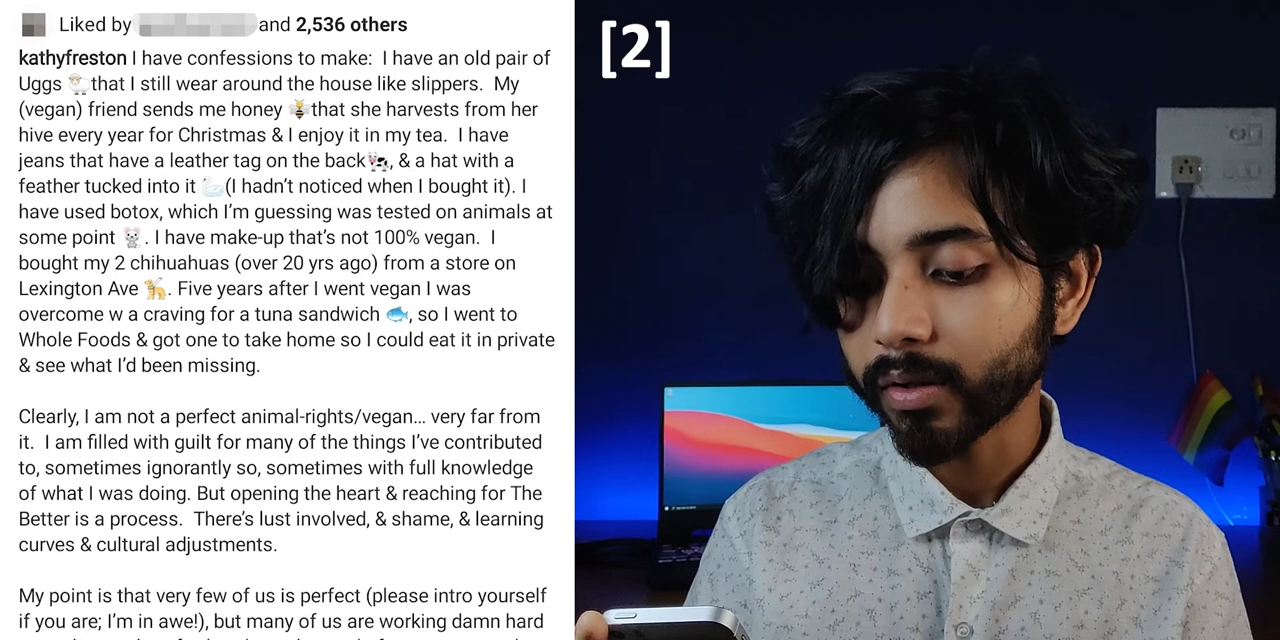 Liked by and 2,536 others
kathyfreston I have confessions to make: I have an old pair of
Uggs 🐑that I still wear around the house like slippers. My
(vegan) friend sends me honey 🐝that she harvests from her
hive every year for Christmas & I enjoy it in my tea. I have
jeans that have a leather tag on the back🐄, & a hat with a
feather tucked into it 🦢(I hadn’t noticed when I bought it). I
have used botox, which I’m guessing was tested on animals at
some point 🐭. I have make-up that’s not 100% vegan. I
bought my 2 chihuahuas (over 20 yrs ago) from a store on
Lexington Ave 🐕. Five years after I went vegan I was
overcome w a craving for a tuna sandwich 🐟, so I went to
Whole Foods & got one to take home so I could eat it in private
& see what I’d been missing.
Clearly, I am not a perfect animal-rights/vegan… very far from
it. I am filled with guilt for many of the things I’ve contributed
to, sometimes ignorantly so, sometimes with full knowledge
of what I was doing. But opening the heart & reaching for The
Better is a process. There’s lust involved, & shame, & learning
curves & cultural adjustments.
My point is that very few of us is perfect (please intro yourself
if you are; I’m in awe!), but many of us are working damn hard
[2]